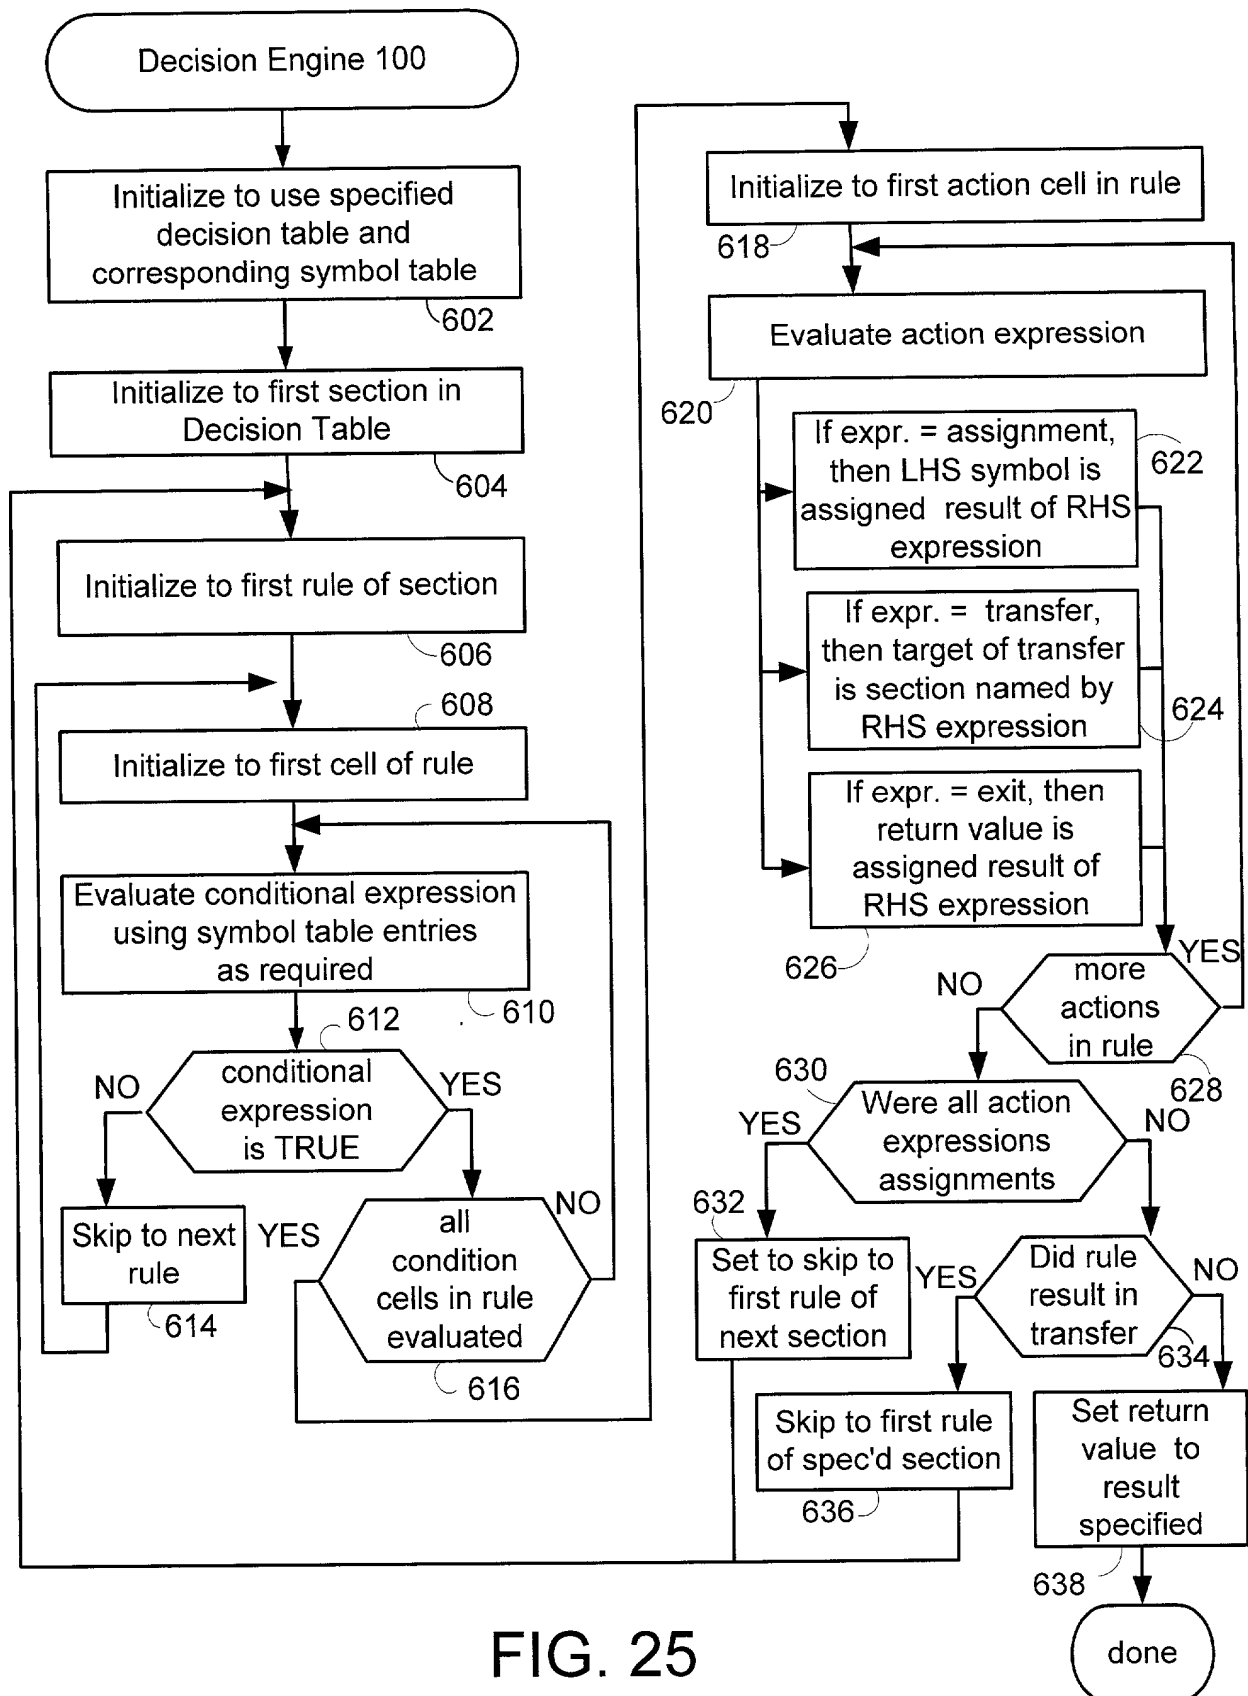 Decision Engine 100
Initialize to use specified
decision table and
corresponding symbol table
602
Initialize to first section in
Decision Table
604
Initialize to first rule of section
606
608
Initialize to first cell of rule
Evaluate conditional expression
using symbol table entries
as required
610
612
conditional
expression
is TRUE
NO
YES
Skip to next
rule
614
YES
all
condition
cells in rule
evaluated
NO
616
Initialize to first action cell in rule
618
Evaluate action expression
620
If expr. = assignment,
then LHS symbol is
assigned result of RHS
expression
622
If expr. = transfer,
then target of transfer
is section named by
RHS expression
624
If expr. = exit, then
return value is
assigned result of
RHS expression
626
YES
NO
more
actions
in rule
628
630
YES
Were all action
expressions
assignments
NO
632
Set to skip to
first rule of
next section
YES
Did rule
result in
transfer
NO
634
Skip to first rule
of spec'd section
636
Set return
value to
result
specified
638
done
FIG. 25